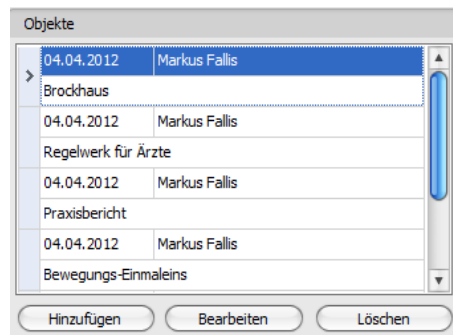 Objekte
04.04.2012 Markus Fallis
Brockhaus
04.04.2012 Markus Fallis
Regelwerk für Ärzte
04.04.2012 Markus Fallis
Praxisbericht
04.04.2012 Markus Fallis
Bewegungs-Einmaleins
Hinzufügen Bearbeiten Löschen